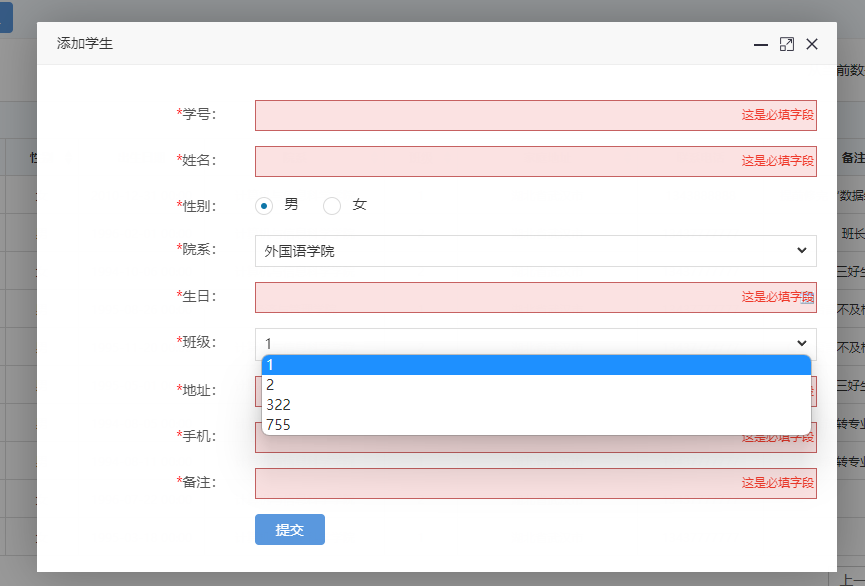 添加学生
前数
*学号： 这是必填字段
备注
*姓名： 这是必填字段
数据
*性别： 男 女
班长
*院系： 外国语学院
三好生
*生日： 这是必填字段
不及格
*班级： 1
1
2
322
755
*地址：
三好生
转专业
*手机： 这是必填字段
转专业
*备注： 这是必填字段
提交
上一